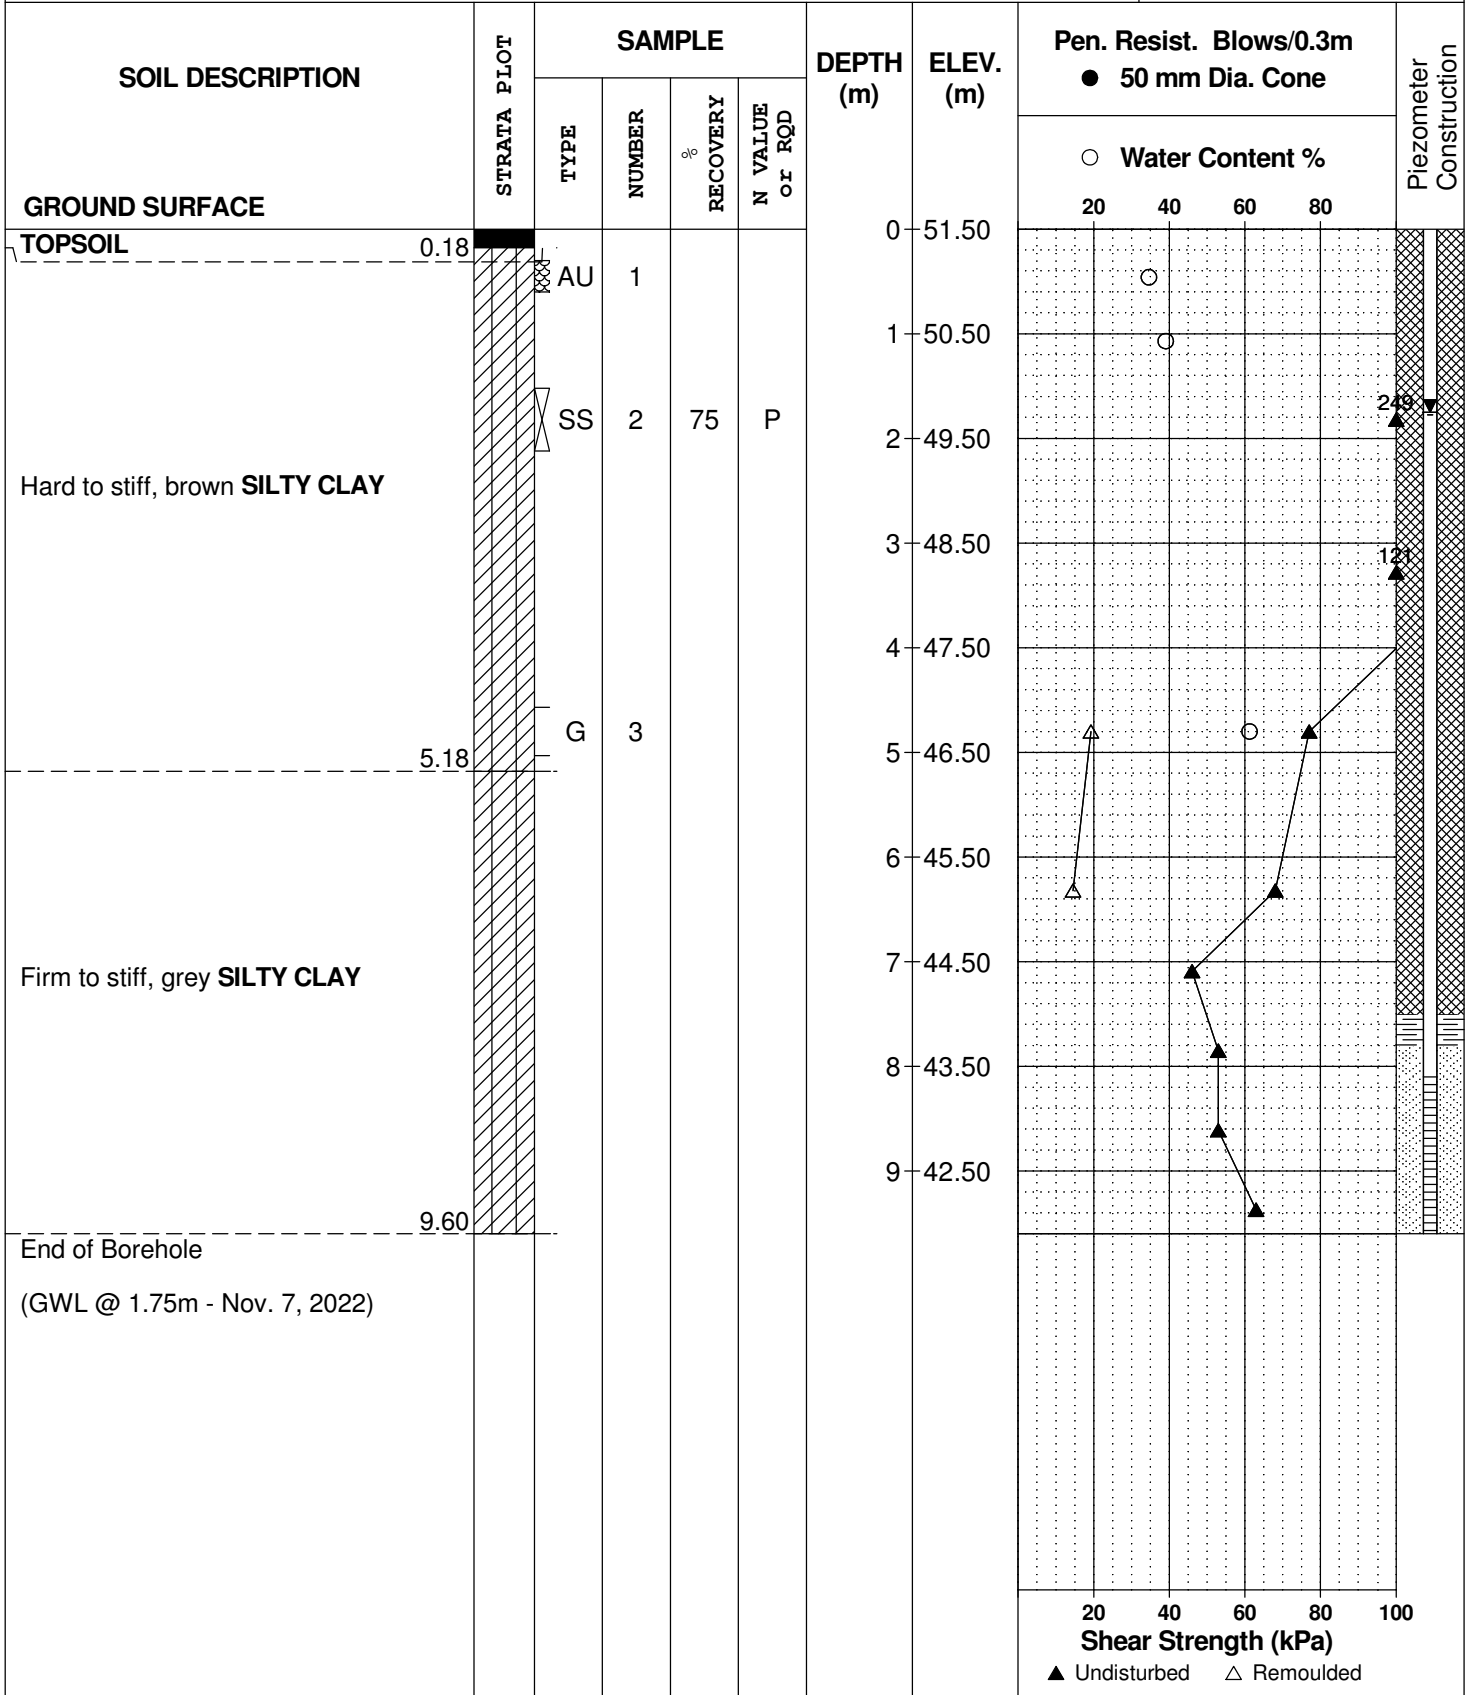 SOIL DESCRIPTION
GROUND SURFACE
STRATA PLOT
SAMPLE
TYPE
NUMBER
% RECOVERY
N VALUE or RQD
DEPTH (m)
ELEV. (m)
Pen. Resist. Blows/0.3m
● 50 mm Dia. Cone
○ Water Content %
20 40 60 80
Piezometer Construction
0 51.50
TOPSOIL 0.18
AU 1
1 50.50
249
SS 2 75 P
2 49.50
Hard to stiff, brown SILTY CLAY
3 48.50
121
4 47.50
G 3
5 46.50
5.18
6 45.50
7 44.50
Firm to stiff, grey SILTY CLAY
8 43.50
9 42.50
9.60
End of Borehole
(GWL @ 1.75m - Nov. 7, 2022)
20 40 60 80 100
Shear Strength (kPa)
▲ Undisturbed △ Remoulded